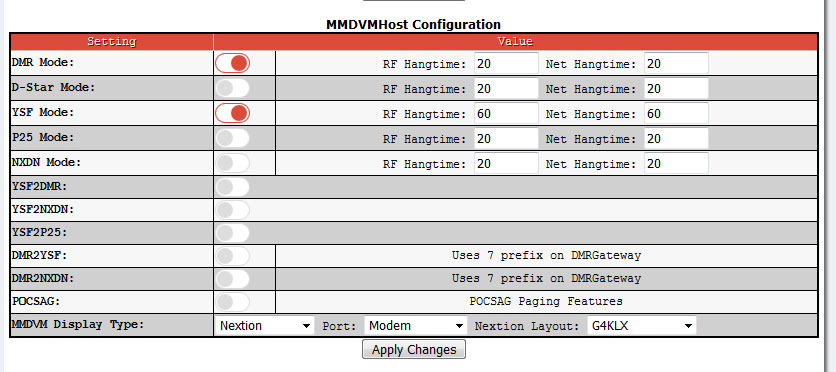 MMDVMHost Configuration
Setting Value
DMR Mode: RF Hangtime: 20 Net Hangtime: 20
D-Star Mode: RF Hangtime: 20 Net Hangtime: 20
YSF Mode: RF Hangtime: 60 Net Hangtime: 60
P25 Mode: RF Hangtime: 20 Net Hangtime: 20
NXDN Mode: RF Hangtime: 20 Net Hangtime: 20
YSF2DMR:
YSF2NXDN:
YSF2P25:
DMR2YSF: Uses 7 prefix on DMRGateway
DMR2NXDN: Uses 7 prefix on DMRGateway
POCSAG: POCSAG Paging Features
MMDVM Display Type: Nextion Port: Modem Nextion Layout: G4KLX
Apply Changes